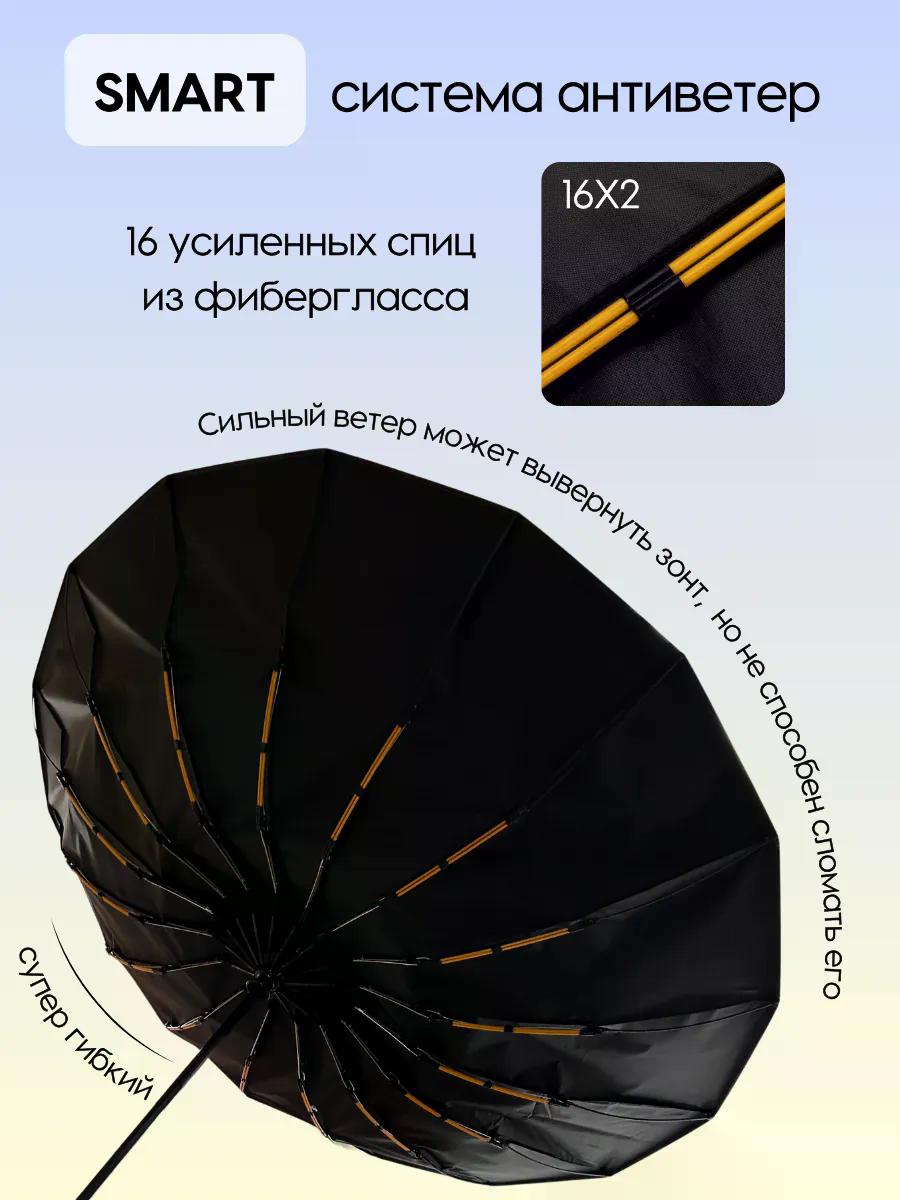 SMART система антиветер
16X2
16 усиленных спиц
из фибергласса
Сильный ветер может вывернуть зонт, но не способен сломать его
супер гибкий